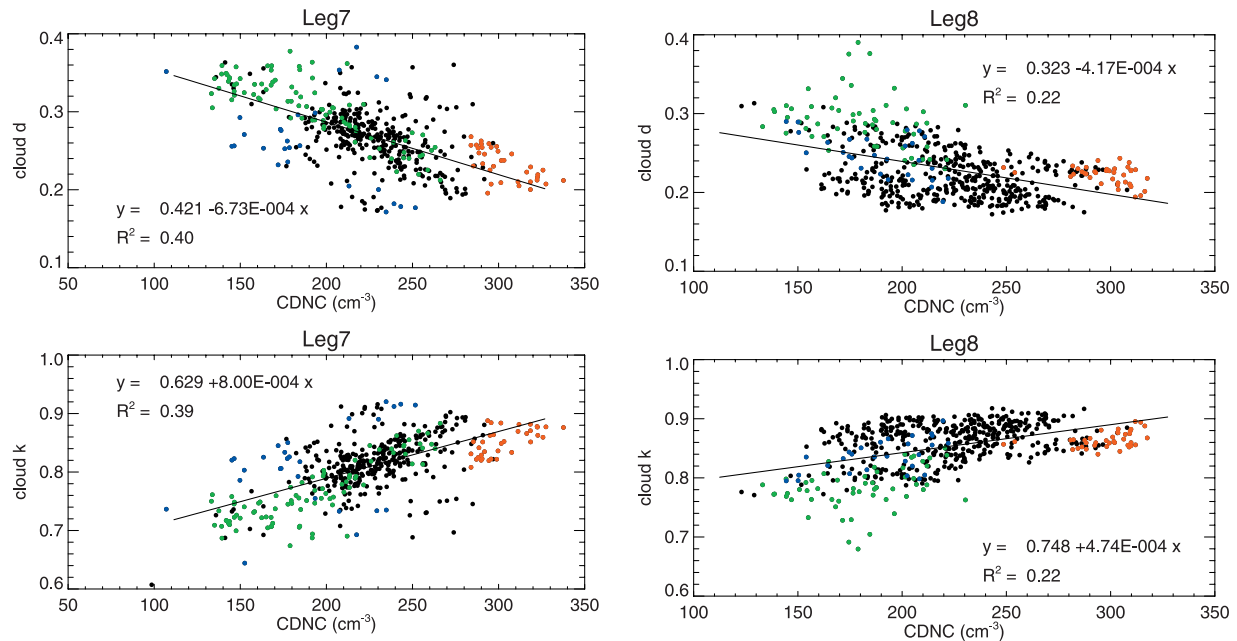 Leg7
0.4
0.3
0.2
0.1
cloud d
y = 0.421 -6.73E-004 x
R² = 0.40
50 100 150 200 250 300 350
CDNC (cm⁻³)
Leg8
0.4
0.3
0.2
0.1
cloud d
y = 0.323 -4.17E-004 x
R² = 0.22
100 150 200 250 300 350
CDNC (cm⁻³)
Leg7
1.0
0.9
0.8
0.7
0.6
cloud k
y = 0.629 +8.00E-004 x
R² = 0.39
50 100 150 200 250 300 350
CDNC (cm⁻³)
Leg8
1.0
0.9
0.8
0.7
0.6
cloud k
y = 0.748 +4.74E-004 x
R² = 0.22
100 150 200 250 300 350
CDNC (cm⁻³)